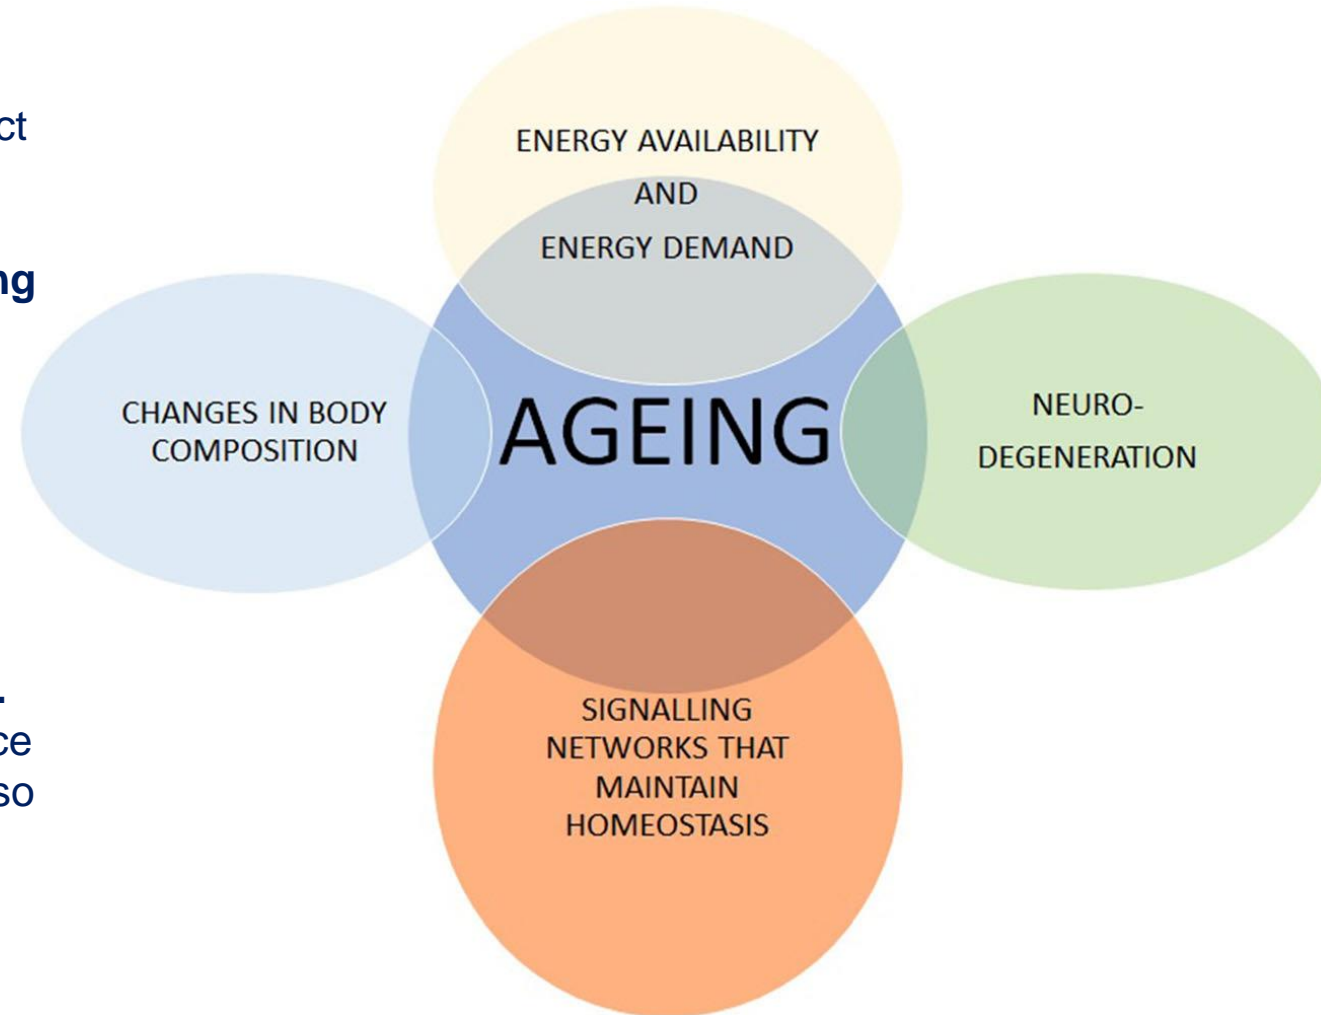 ct
ng
.
ce
so
ENERGY AVAILABILITY
AND
ENERGY DEMAND
CHANGES IN BODY
COMPOSITION
AGEING
NEURO-
DEGENERATION
SIGNALLING
NETWORKS THAT
MAINTAIN
HOMEOSTASIS